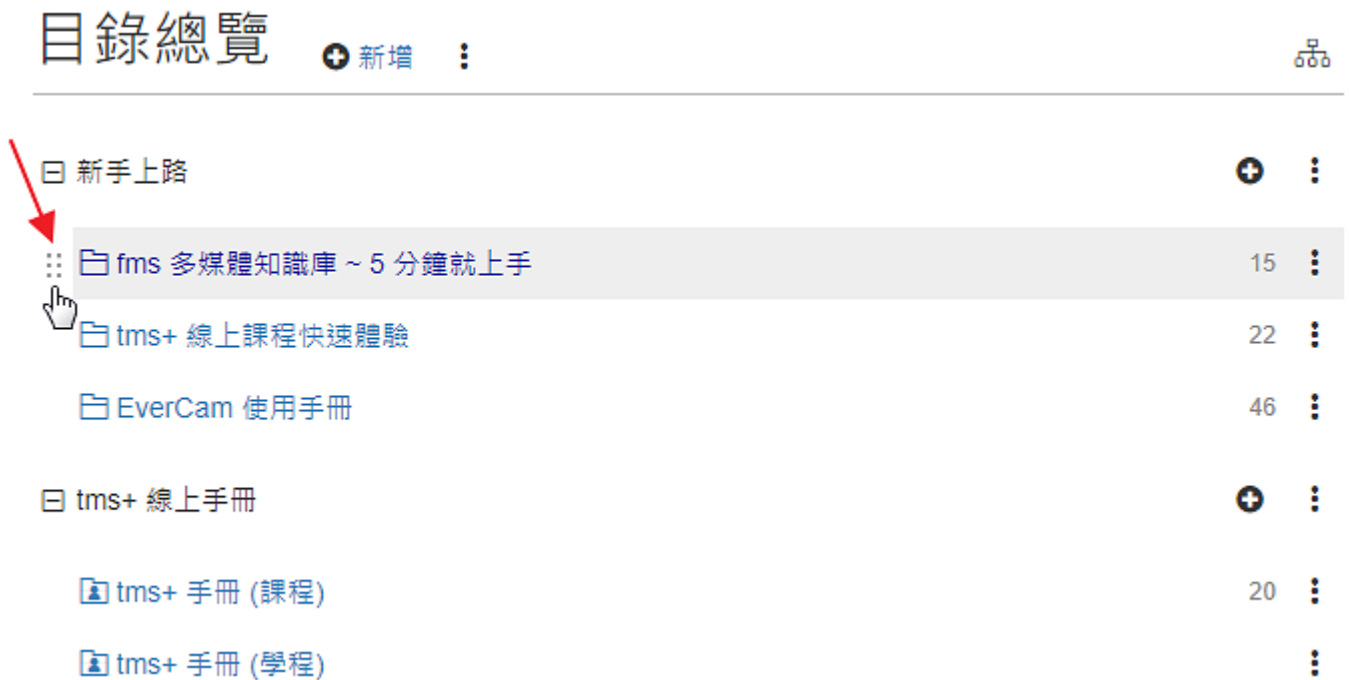 目錄總覽 新增
新手上路
fms 多媒體知識庫 ~ 5 分鐘就上手 15
tms+ 線上課程快速體驗 22
EverCam 使用手冊 46
tms+ 線上手冊
tms+ 手冊 (課程) 20
tms+ 手冊 (學程)